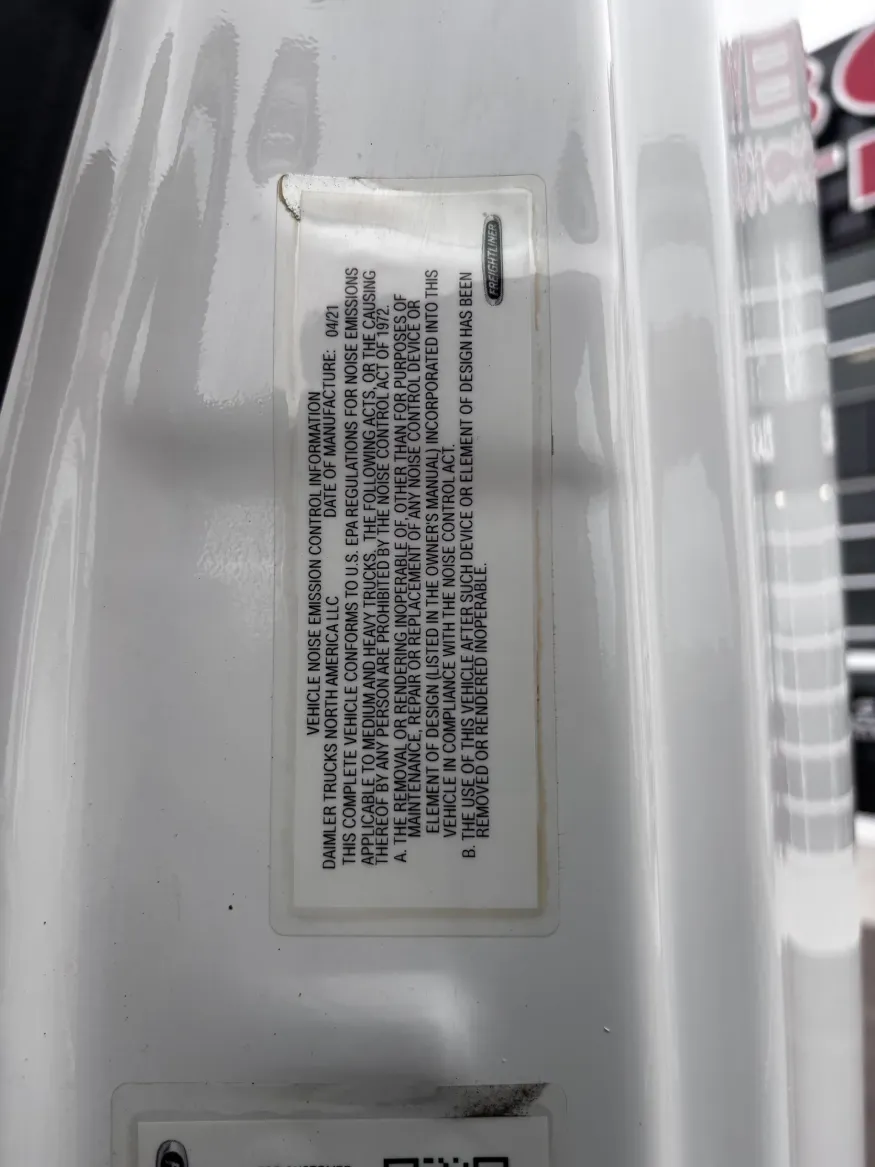 VEHICLE NOISE EMISSION CONTROL INFORMATION
DAIMLER TRUCKS NORTH AMERICA LLC DATE OF MANUFACTURE: 04/21
THIS COMPLETE VEHICLE CONFORMS TO U.S. EPA REGULATIONS FOR NOISE EMISSIONS
APPLICABLE TO MEDIUM AND HEAVY TRUCKS. THE FOLLOWING ACTS, OR THE CAUSING
THEREOF BY ANY PERSON ARE PROHIBITED BY THE NOISE CONTROL ACT OF 1972.
A. THE REMOVAL OR RENDERING INOPERABLE OF, OTHER THAN FOR PURPOSES OF
MAINTENANCE, REPAIR OR REPLACEMENT OF ANY NOISE CONTROL DEVICE OR
ELEMENT OF DESIGN (LISTED IN THE OWNER'S MANUAL) INCORPORATED INTO THIS
VEHICLE IN COMPLIANCE WITH THE NOISE CONTROL ACT.
B. THE USE OF THIS VEHICLE AFTER SUCH DEVICE OR ELEMENT OF DESIGN HAS BEEN
REMOVED OR RENDERED INOPERABLE.
FREIGHTLINER